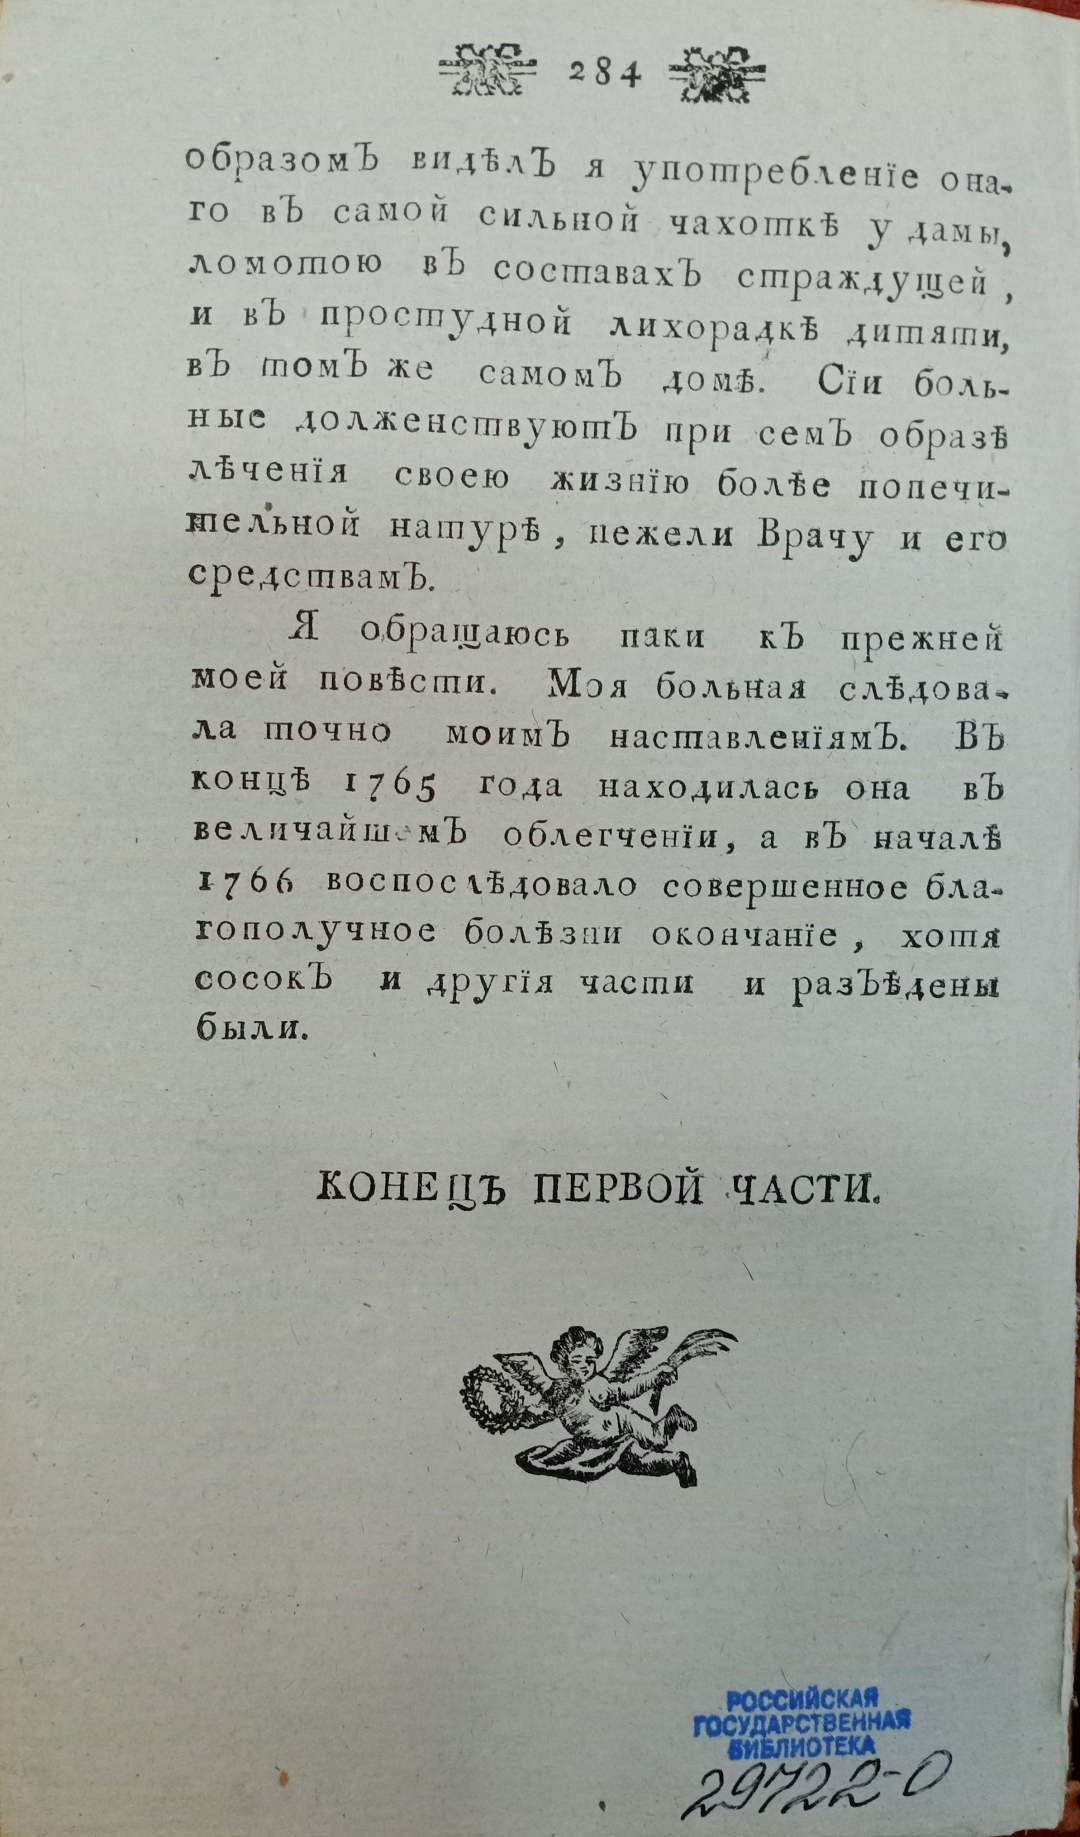 284
образомЪ видѣлЪ я употребленїе она-
го вЪ самой сильной чахоткѣ у дамы,
ломотою вЪ составахЪ страждущей ,
и вЪ простудной лихорадкѣ дитяти,
вЪ томЪ же самомЪ домѣ. Сїи боль-
ные долженствуютЪ при семЪ образѣ
лѣченїя своею жизнїю болѣе попечи-
тельной натурѣ , нежели Врачу и его
средствамЪ.
Я обращаюсь паки кЪ прежней
моей повѣсти. Моя больная слѣдова-
ла точно моимЪ наставленїямЪ. ВЪ
концѣ 1765 года находилась она вЪ
величайшемЪ облегченїи, а вЪ началѣ
1766 воспослѣдовало совершенное бла-
гополучное болѣзни окончанїе , хотя
сосокЪ и другїя части и разЪѣдены
были.
КОНЕЦЪ ПЕРВОЙ ЧАСТИ.
РОССИЙСКАЯ
ГОСУДАРСТВЕННАЯ
БИБЛИОТЕКА
29722-0